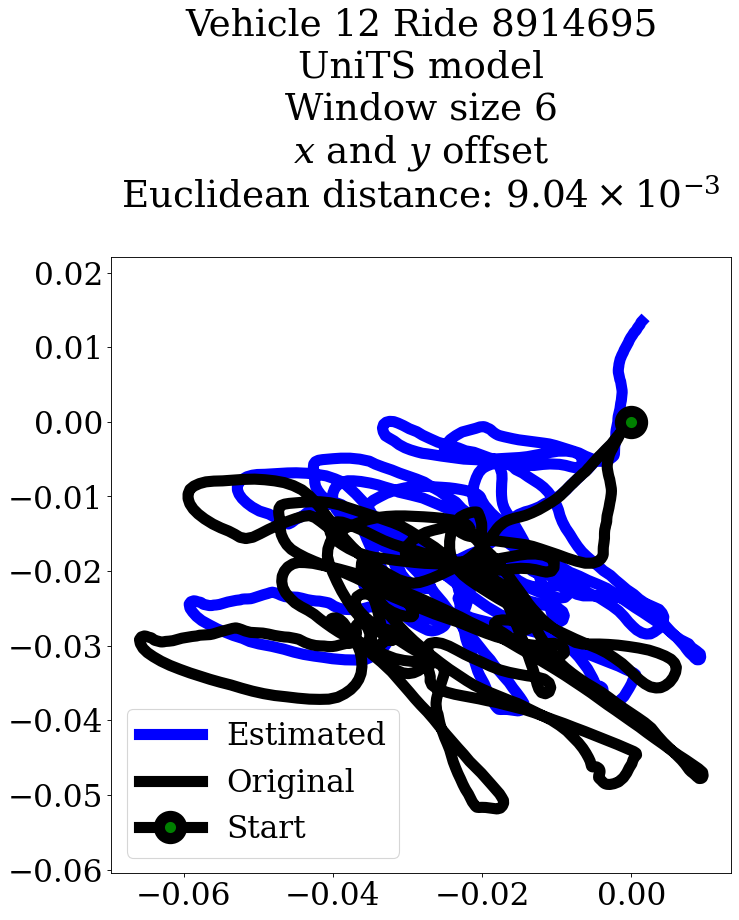 Vehicle 12 Ride 8914695
UniTS model
Window size 6
x and y offset
Euclidean distance: 9.04 × 10⁻³
0.02
0.01
0.00
−0.01
−0.02
−0.03
−0.04
−0.05
−0.06
Estimated
Original
Start
−0.06 −0.04 −0.02 0.00